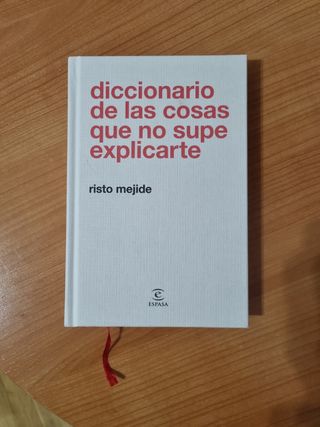 diccionario
de las cosas
que no supe
explicarte
risto mejide
e
ESPASA